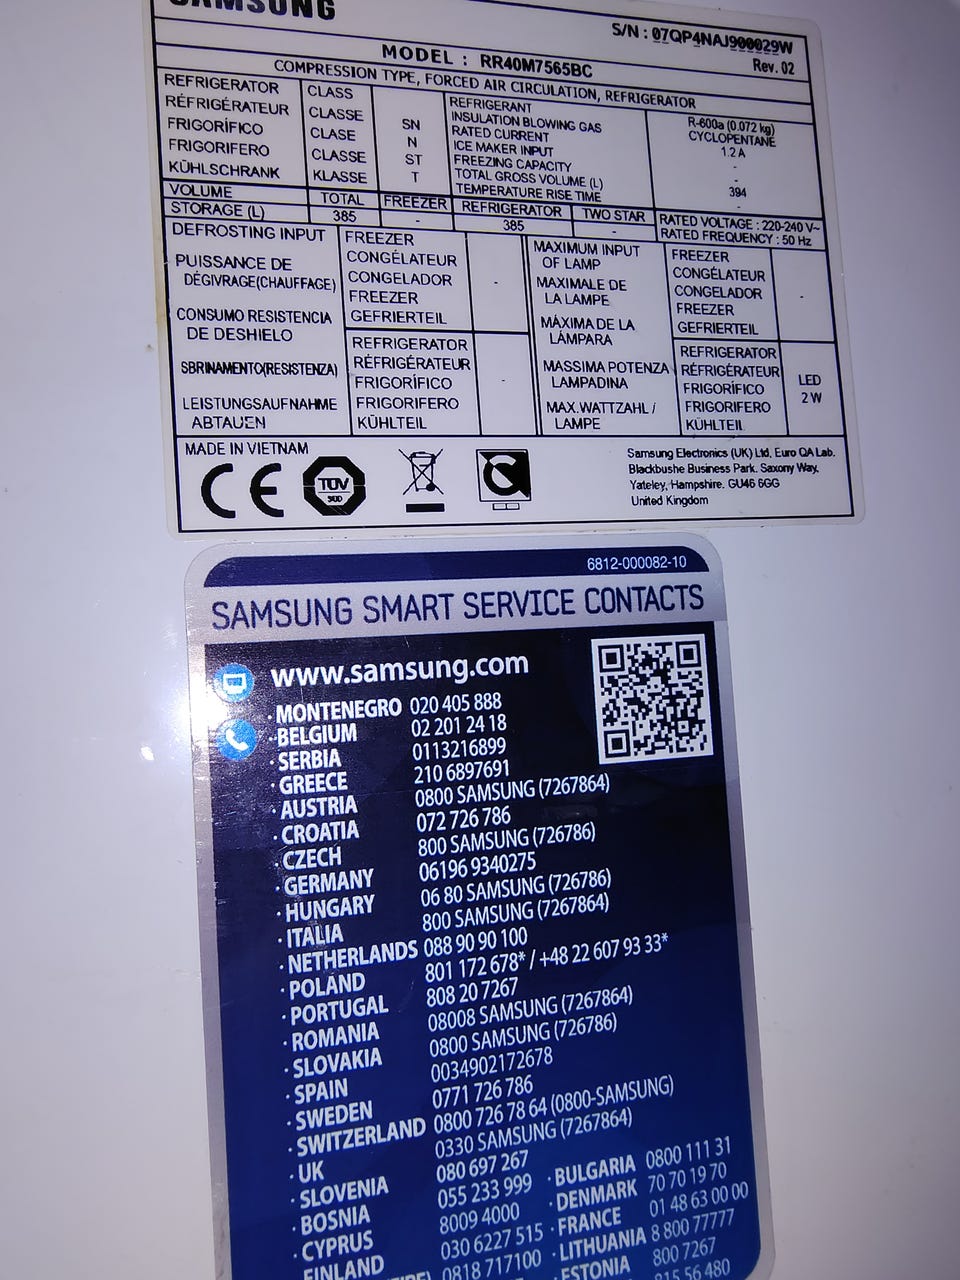 SAMSUNG
S/N : 07QP4NAJ900029W
MODEL : RR40M7565BC
Rev. 02
COMPRESSION TYPE, FORCED AIR CIRCULATION, REFRIGERATOR
REFRIGERATOR CLASS
RÉFRIGÉRATEUR CLASSE
FRIGORÍFICO CLASE
FRIGORIFERO CLASSE
KÜHLSCHRANK KLASSE
SN
N
ST
T
REFRIGERANT R-600a (0.072 kg)
INSULATION BLOWING GAS CYCLOPENTANE
RATED CURRENT 1.2 A
ICE MAKER INPUT -
FREEZING CAPACITY -
TOTAL GROSS VOLUME (L) 394
TEMPERATURE RISE TIME -
VOLUME TOTAL FREEZER REFRIGERATOR TWO STAR
STORAGE (L) 385 - 385 -
RATED VOLTAGE : 220-240 V~
RATED FREQUENCY : 50 Hz
DEFROSTING INPUT
PUISSANCE DE
DÉGIVRAGE(CHAUFFAGE)
CONSUMO RESISTENCIA
DE DESHIELO
SBRINAMENTO(RESISTENZA)
LEISTUNGSAUFNAHME
ABTAUEN
FREEZER
CONGÉLATEUR
CONGELADOR
FREEZER
GEFRIERTEIL
-
REFRIGERATOR
RÉFRIGÉRATEUR
FRIGORÍFICO
FRIGORIFERO
KÜHLTEIL
-
MAXIMUM INPUT
OF LAMP
MAXIMALE DE
LA LAMPE
MÁXIMA DE LA
LÁMPARA
MASSIMA POTENZA
LAMPADINA
MAX.WATTZAHL /
LAMPE
FREEZER
CONGÉLATEUR
CONGELADOR
FREEZER
GEFRIERTEIL
-
REFRIGERATOR
RÉFRIGÉRATEUR
FRIGORÍFICO
FRIGORIFERO
KÜHLTEIL
LED
2 W
MADE IN VIETNAM
CE
TÜV
SÜD
Samsung Electronics (UK) Ltd, Euro QA Lab.
Blackbushe Business Park. Saxony Way,
Yateley, Hampshire. GU46 6GG
United Kingdom
6812-000082-10
SAMSUNG SMART SERVICE CONTACTS
www.samsung.com
· MONTENEGRO 020 405 888
· BELGIUM 02 201 24 18
· SERBIA 0113216899
· GREECE 210 6897691
· AUSTRIA 0800 SAMSUNG (7267864)
· CROATIA 072 726 786
· CZECH 800 SAMSUNG (726786)
· GERMANY 06196 9340275
· HUNGARY 06 80 SAMSUNG (726786)
· ITALIA 800 SAMSUNG (7267864)
· NETHERLANDS 088 90 90 100
· POLAND 801 172 678* / +48 22 607 93 33*
· PORTUGAL 808 20 7267
· ROMANIA 08008 SAMSUNG (7267864)
· SLOVAKIA 0800 SAMSUNG (726786)
· SPAIN 0034902172678
· SWEDEN 0771 726 786
· SWITZERLAND 0800 726 78 64 (0800-SAMSUNG)
· UK 0330 SAMSUNG (7267864)
· SLOVENIA 080 697 267
· BOSNIA 055 233 999
· CYPRUS 8009 4000
FINLAND 030 6227 515
0818 717100
· BULGARIA 0800 111 31
· DENMARK 70 70 19 70
· FRANCE 01 48 63 00 00
· LITHUANIA 8 800 77777
· ESTONIA 800 7267
815 56 480